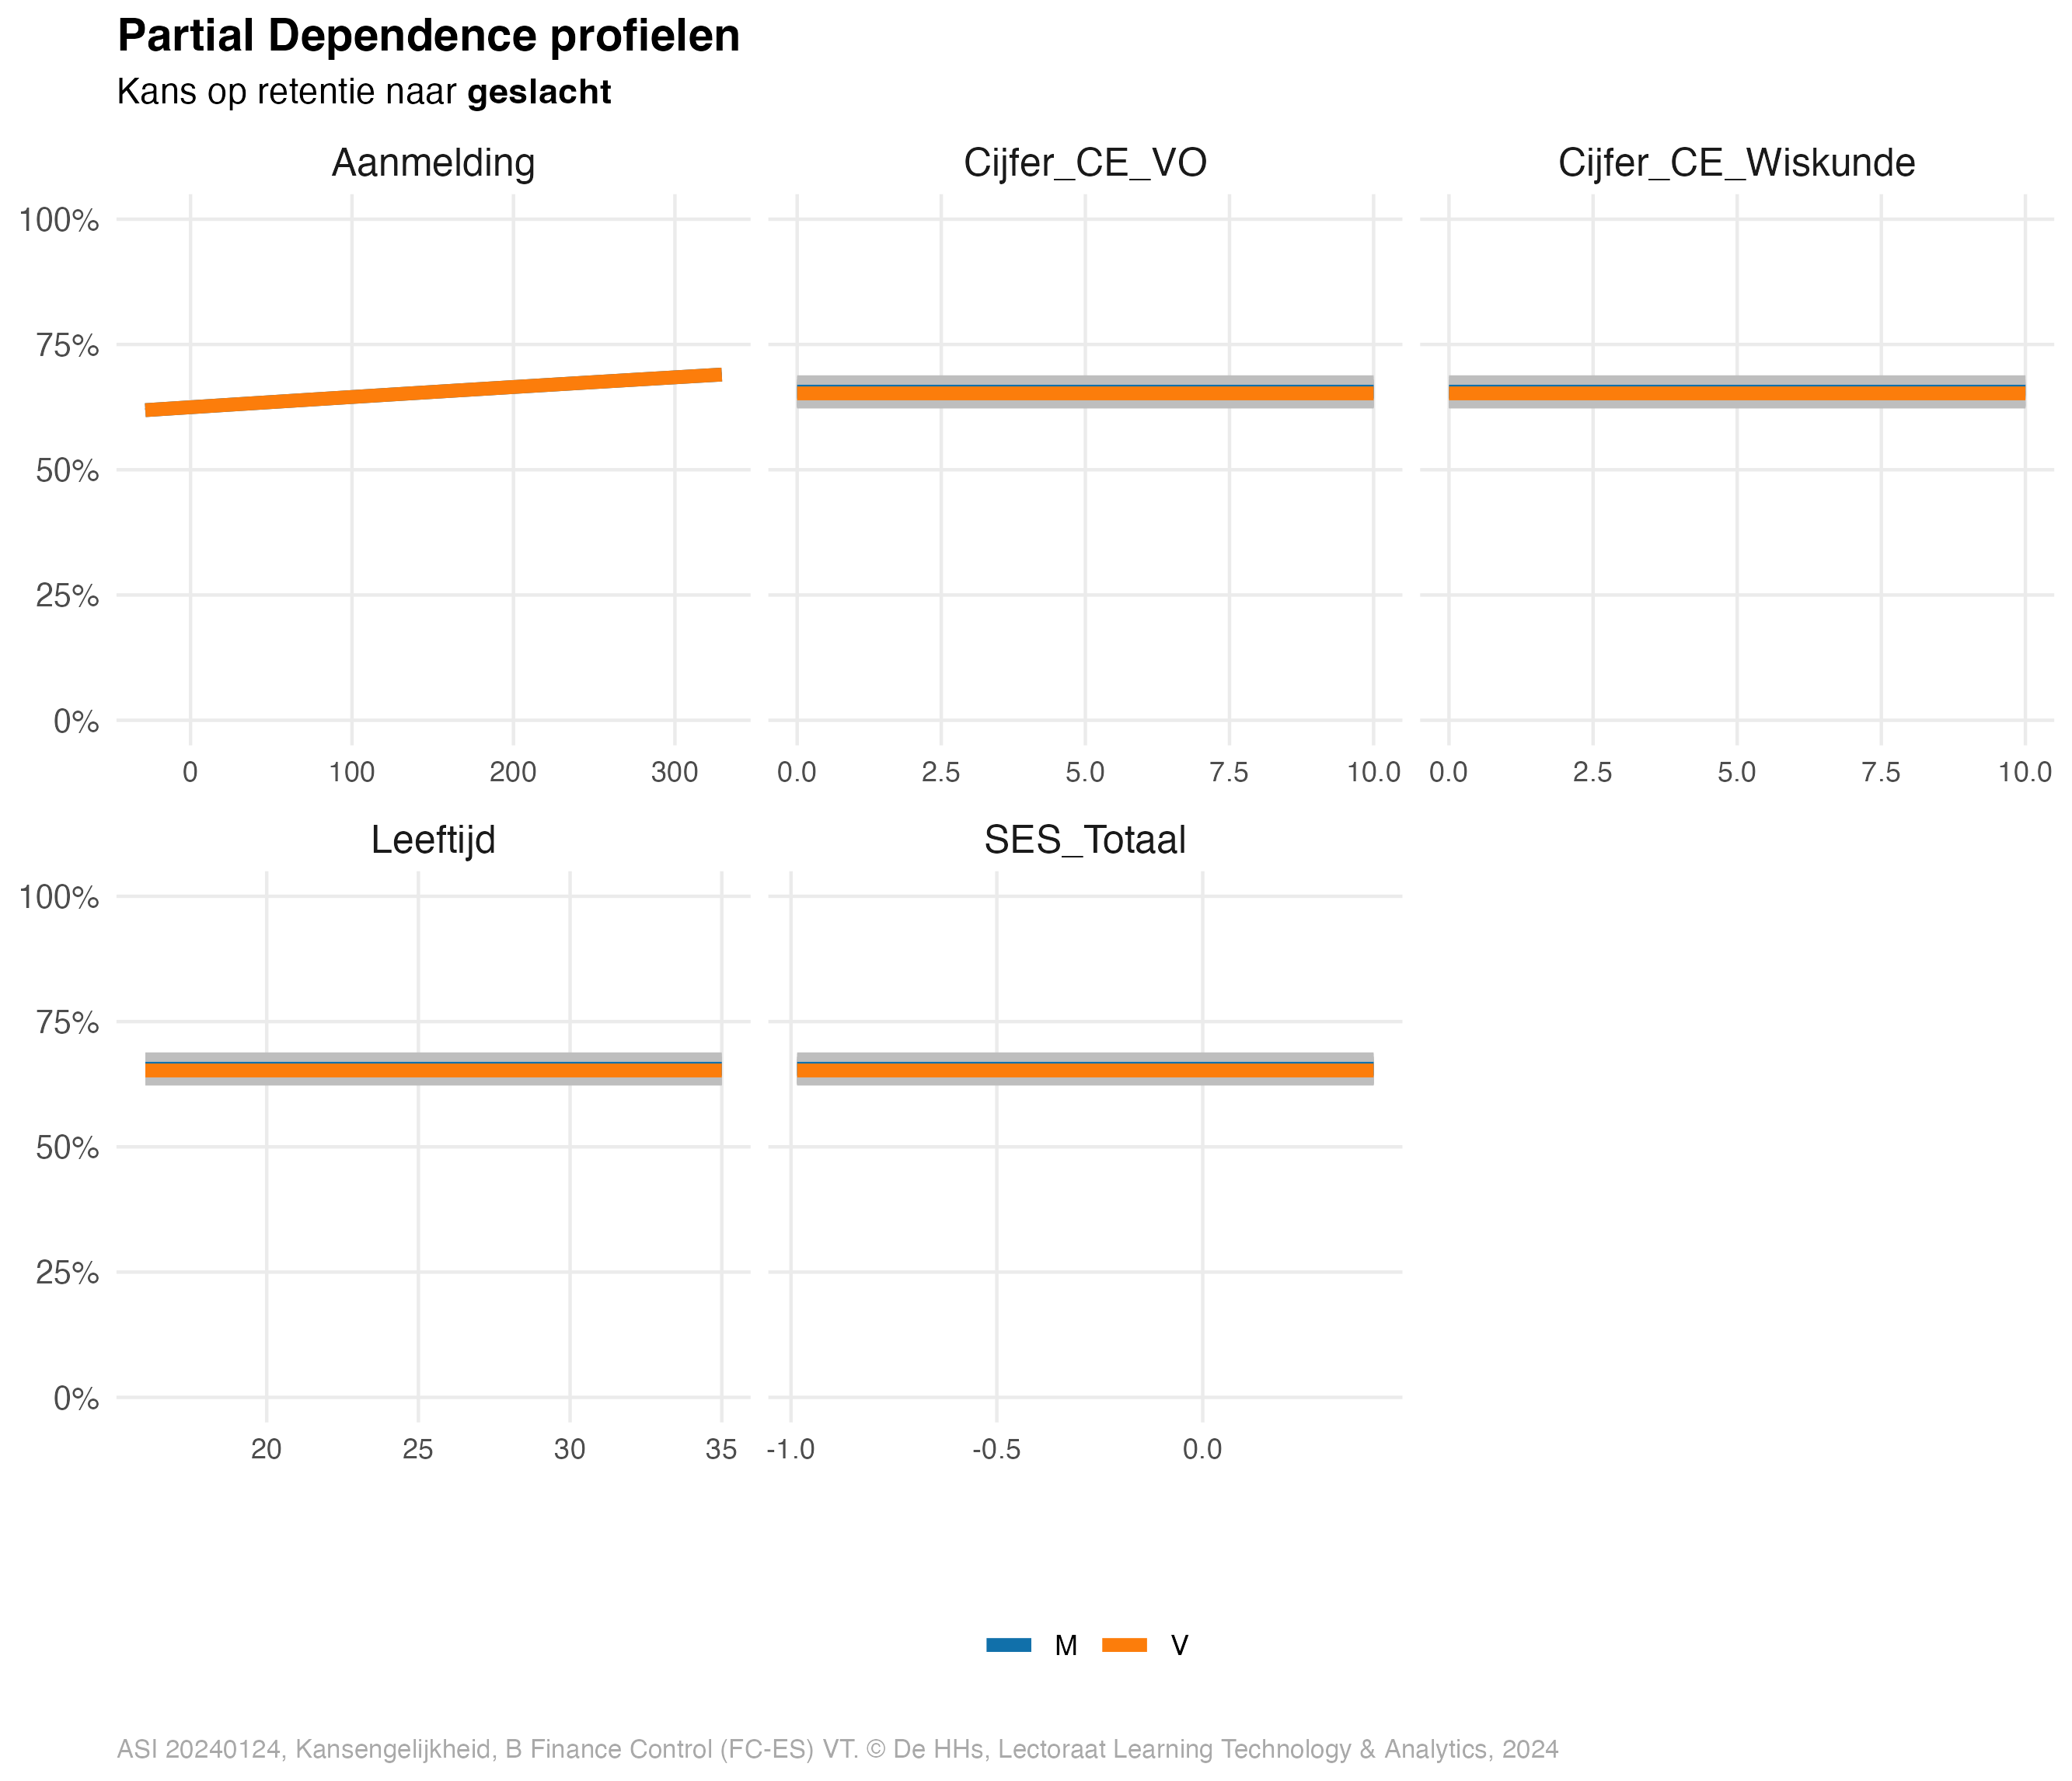 Partial Dependence profielen
Kans op retentie naar geslacht
Aanmelding Cijfer_CE_VO Cijfer_CE_Wiskunde
100%
75%
50%
25%
0%
0 100 200 300 0.0 2.5 5.0 7.5 10.0 0.0 2.5 5.0 7.5 10.0
Leeftijd SES_Totaal
100%
75%
50%
25%
0%
20 25 30 35 -1.0 -0.5 0.0
M V
ASI 20240124, Kansengelijkheid, B Finance Control (FC-ES) VT. © De HHs, Lectoraat Learning Technology & Analytics, 2024